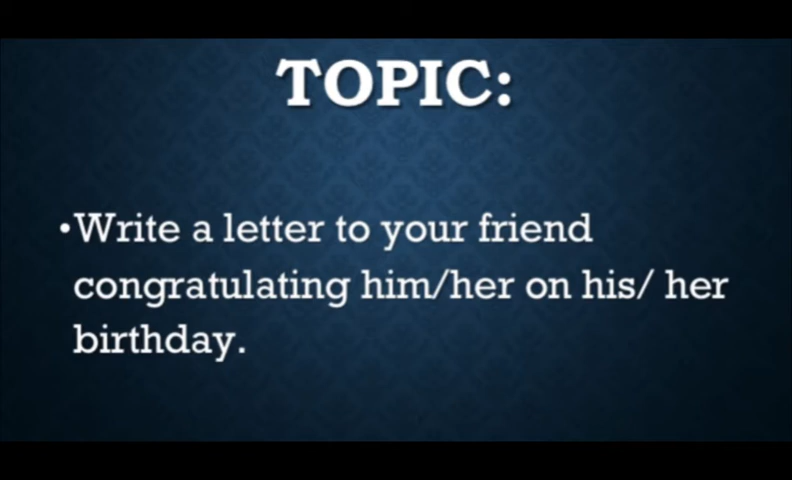 TOPIC:
•Write a letter to your friend
congratulating him/her on his/ her
birthday.